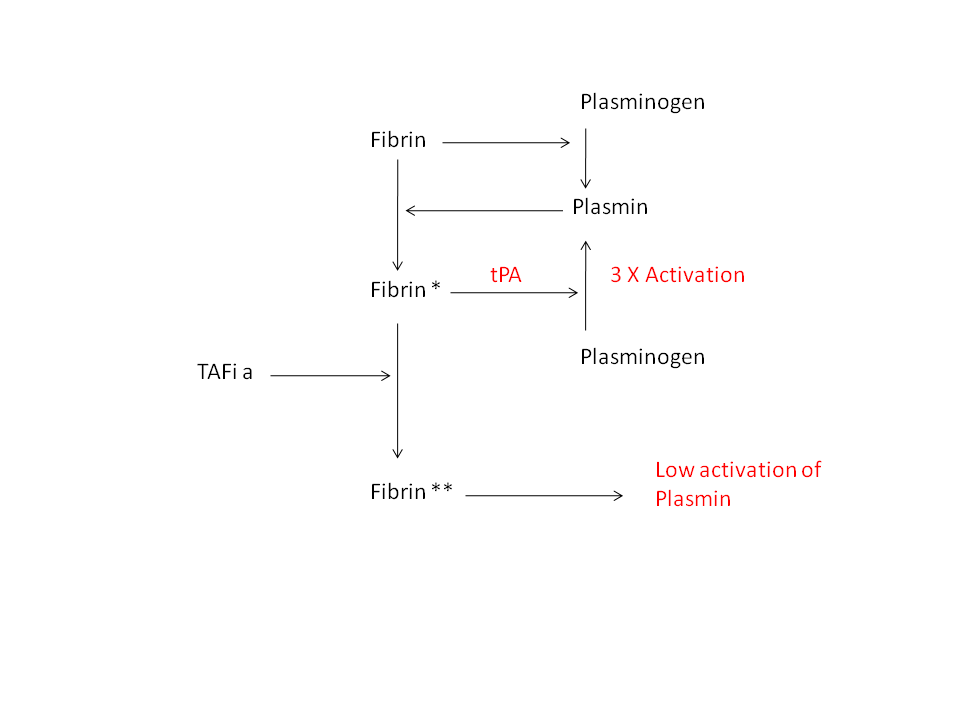 Plasminogen
Fibrin
Plasmin
tPA
3 X Activation
Fibrin *
Plasminogen
TAFi a
Low activation of
Plasmin
Fibrin **